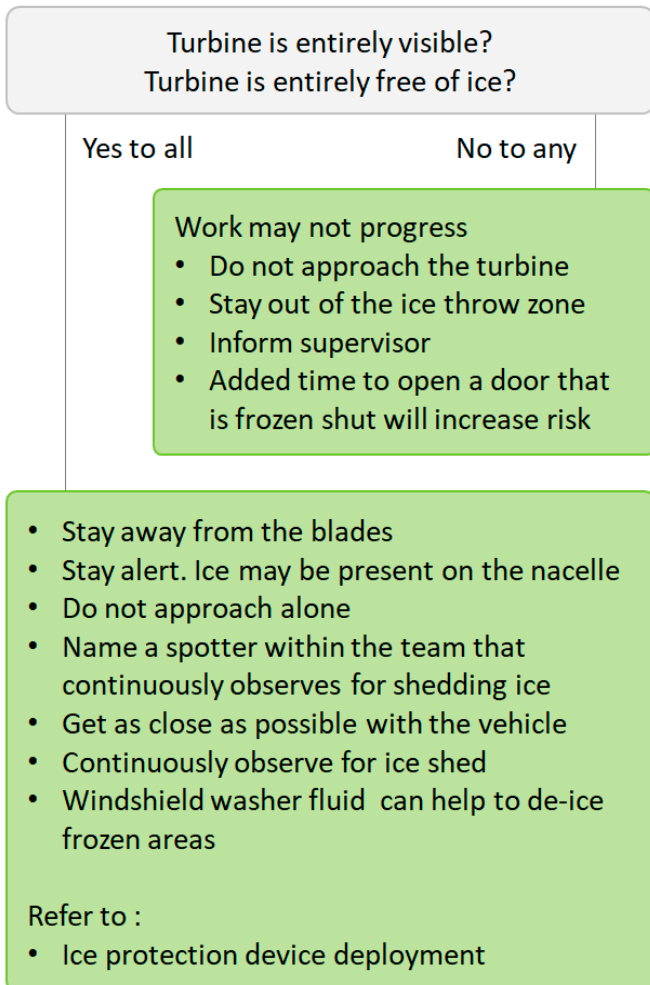 Turbine is entirely visible?
Turbine is entirely free of ice?
Yes to all
No to any
Work may not progress
• Do not approach the turbine
• Stay out of the ice throw zone
• Inform supervisor
• Added time to open a door that
is frozen shut will increase risk
• Stay away from the blades
• Stay alert. Ice may be present on the nacelle
• Do not approach alone
• Name a spotter within the team that
continuously observes for shedding ice
• Get as close as possible with the vehicle
• Continuously observe for ice shed
• Windshield washer fluid can help to de-ice
frozen areas
Refer to :
• Ice protection device deployment